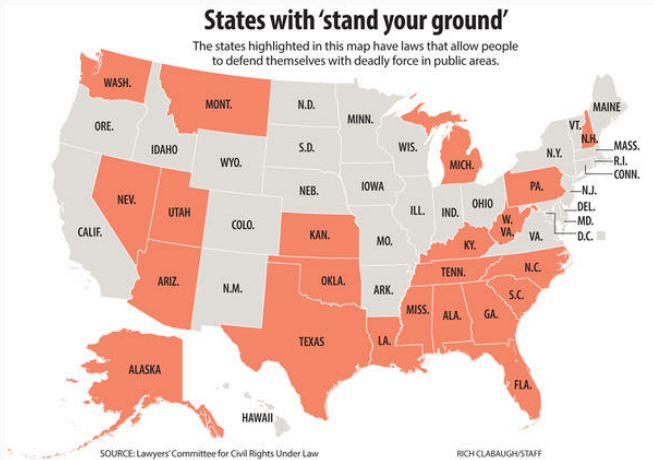 States with ‘stand your ground’
The states highlighted in this map have laws that allow people
to defend themselves with deadly force in public areas.
WASH.
MONT.
N.D.
MINN.
MAINE
VT.
N.H.
ORE.
IDAHO
S.D.
WIS.
MICH.
N.Y.
MASS.
R.I.
CONN.
WYO.
NEB.
IOWA
PA.
N.J.
NEV.
UTAH
COLO.
ILL.
IND.
OHIO
DEL.
MD.
D.C.
CALIF.
KAN.
MO.
KY.
W.
VA.
VA.
ARIZ.
N.M.
OKLA.
ARK.
TENN.
N.C.
S.C.
TEXAS
LA.
MISS.
ALA.
GA.
FLA.
ALASKA
HAWAII
SOURCE: Lawyers’ Committee for Civil Rights Under Law
RICH CLABAUGH/STAFF